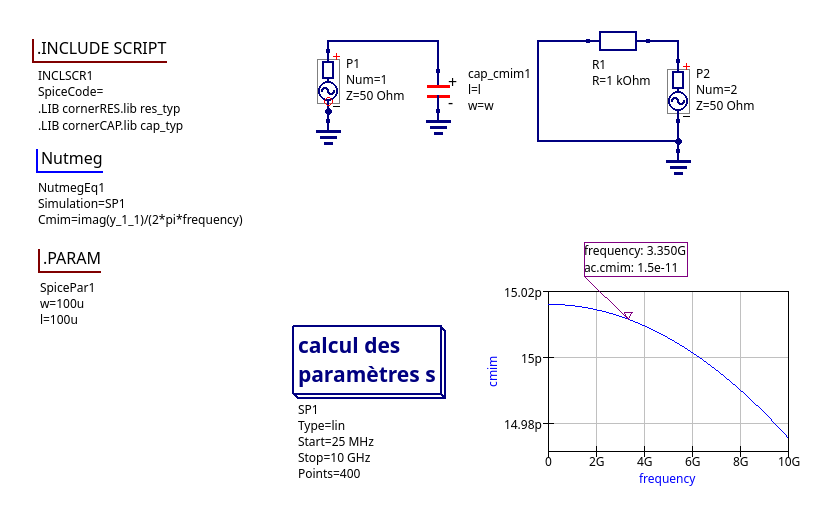 .INCLUDE SCRIPT
INCLSCR1
SpiceCode=
.LIB cornerRES.lib res_typ
.LIB cornerCAP.lib cap_typ
Nutmeg
NutmegEq1
Simulation=SP1
Cmim=imag(y_1_1)/(2*pi*frequency)
.PARAM
SpicePar1
w=100u
l=100u
+
P1
Num=1
Z=50 Ohm
−
cap_cmim1
+
l=l
-
w=w
R1
R=1 kOhm
+
P2
Num=2
Z=50 Ohm
−
calcul des
paramètres s
SP1
Type=lin
Start=25 MHz
Stop=10 GHz
Points=400
frequency: 3.350G
ac.cmim: 1.5e-11
15.02p
15p
14.98p
cmim
0 2G 4G 6G 8G 10G
frequency